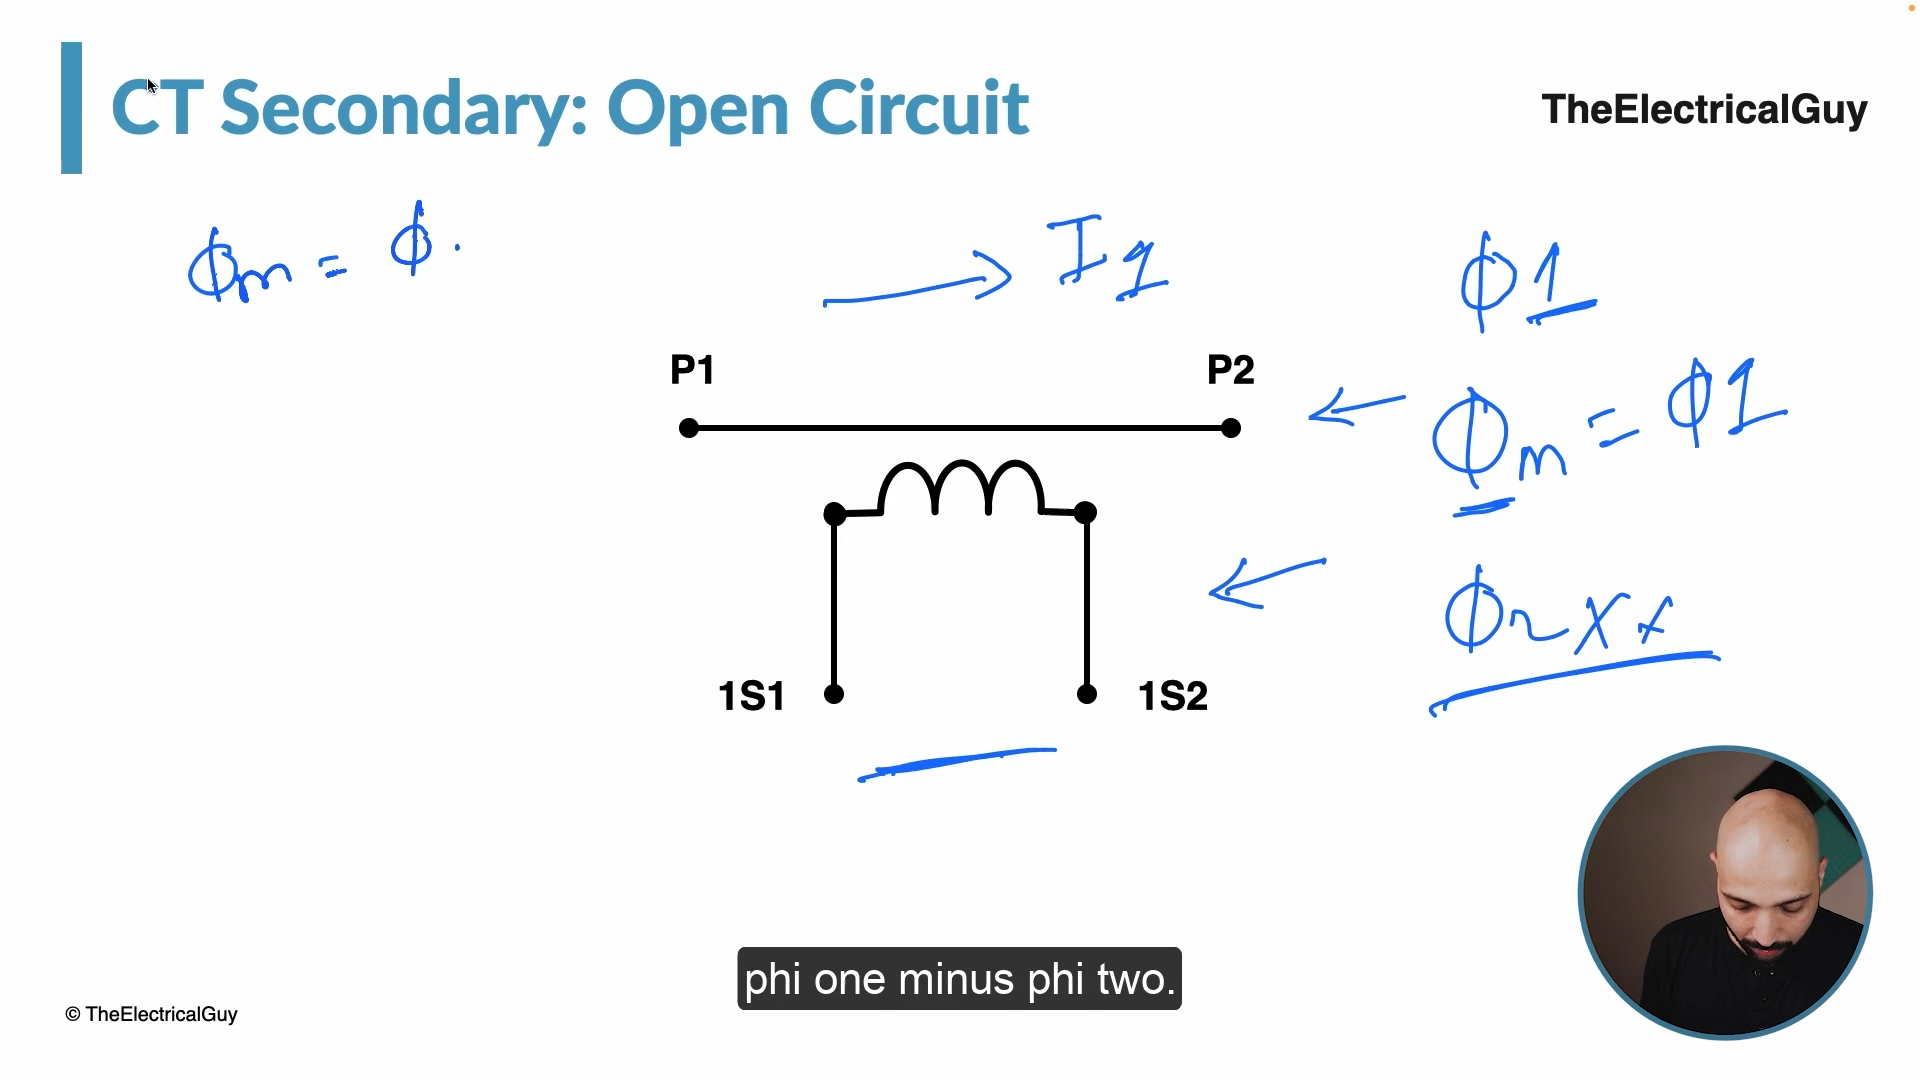 CT Secondary: Open Circuit
TheElectricalGuy
ϕm = ϕ.
I1
ϕ1
P1
P2
ϕm = ϕ1
ϕ2 X x
1S1
1S2
phi one minus phi two.
© TheElectricalGuy